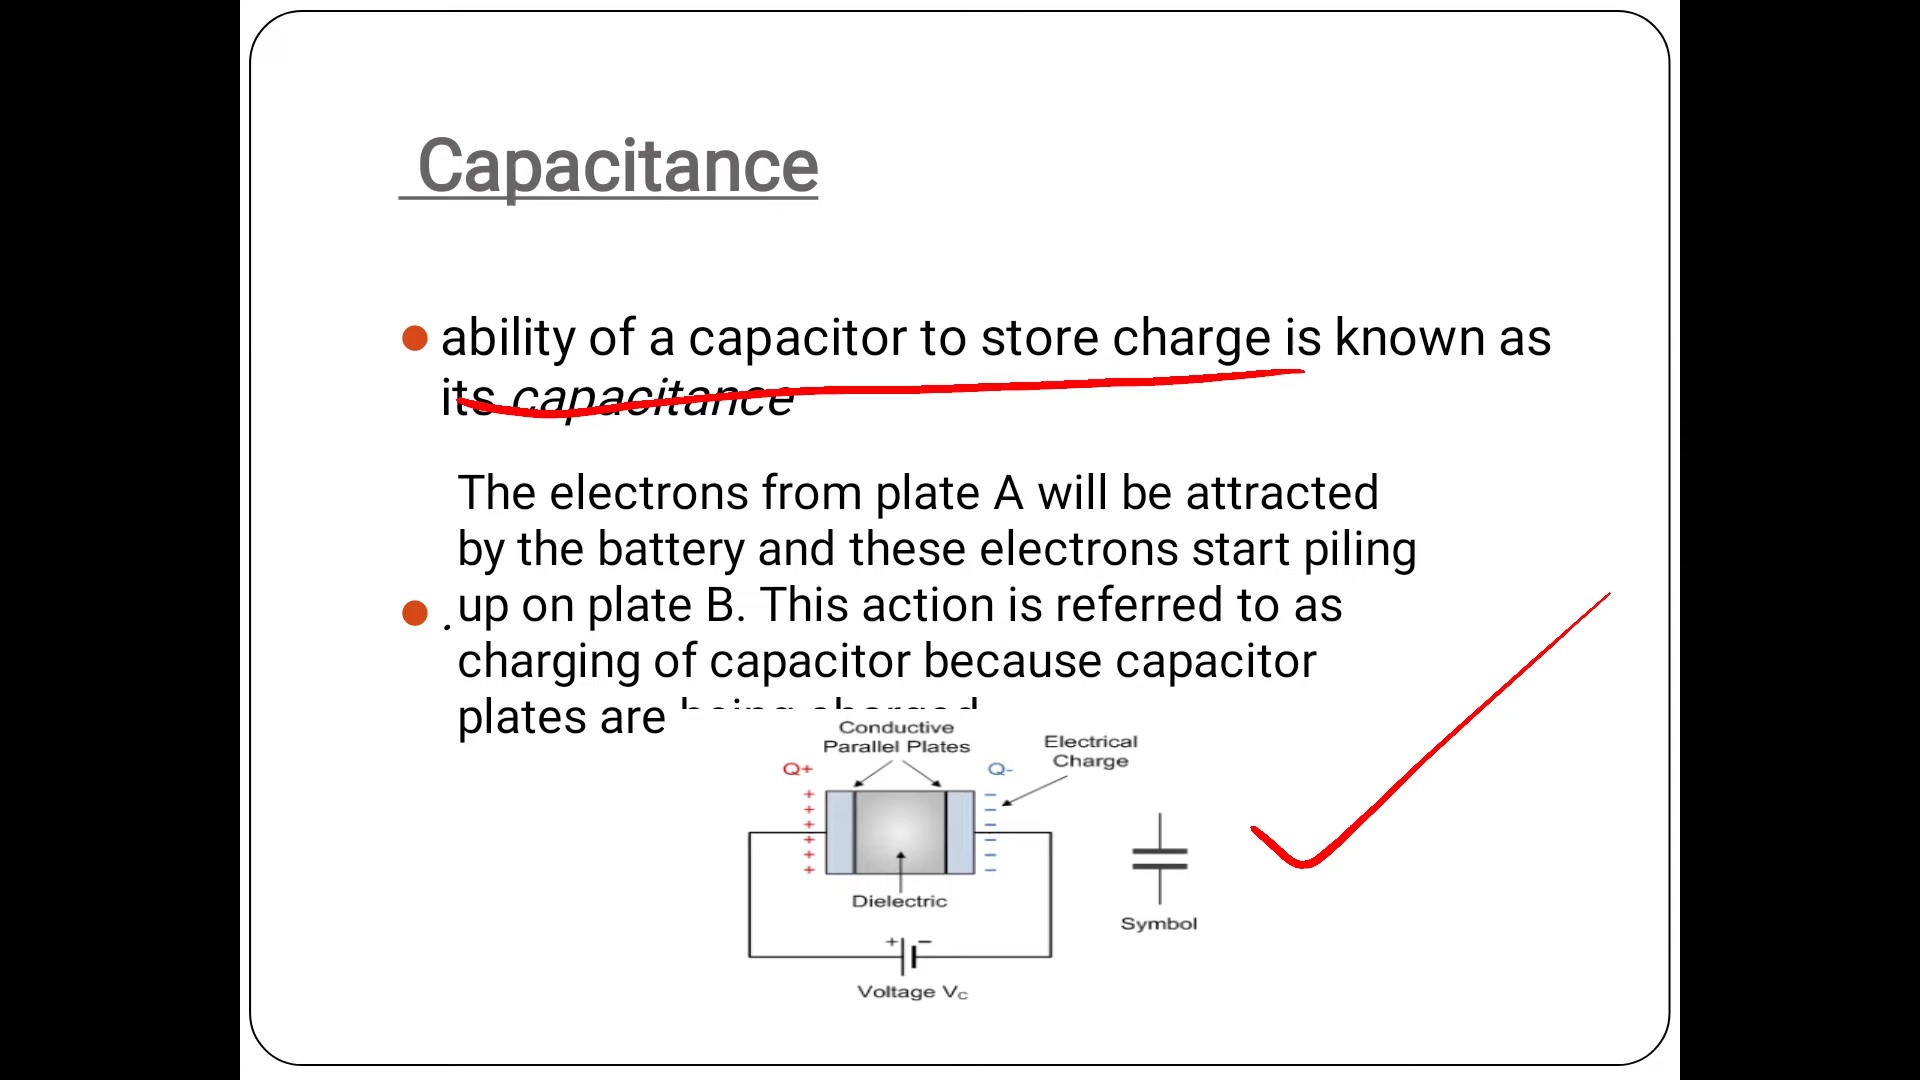 Capacitance
ability of a capacitor to store charge is known as
its capacitance
The electrons from plate A will be attracted
by the battery and these electrons start piling
. up on plate B. This action is referred to as
charging of capacitor because capacitor
plates are being charged
Conductive
Parallel Plates
Electrical
Charge
Q+
Q-
Dielectric
+ –
Voltage Vc
Symbol